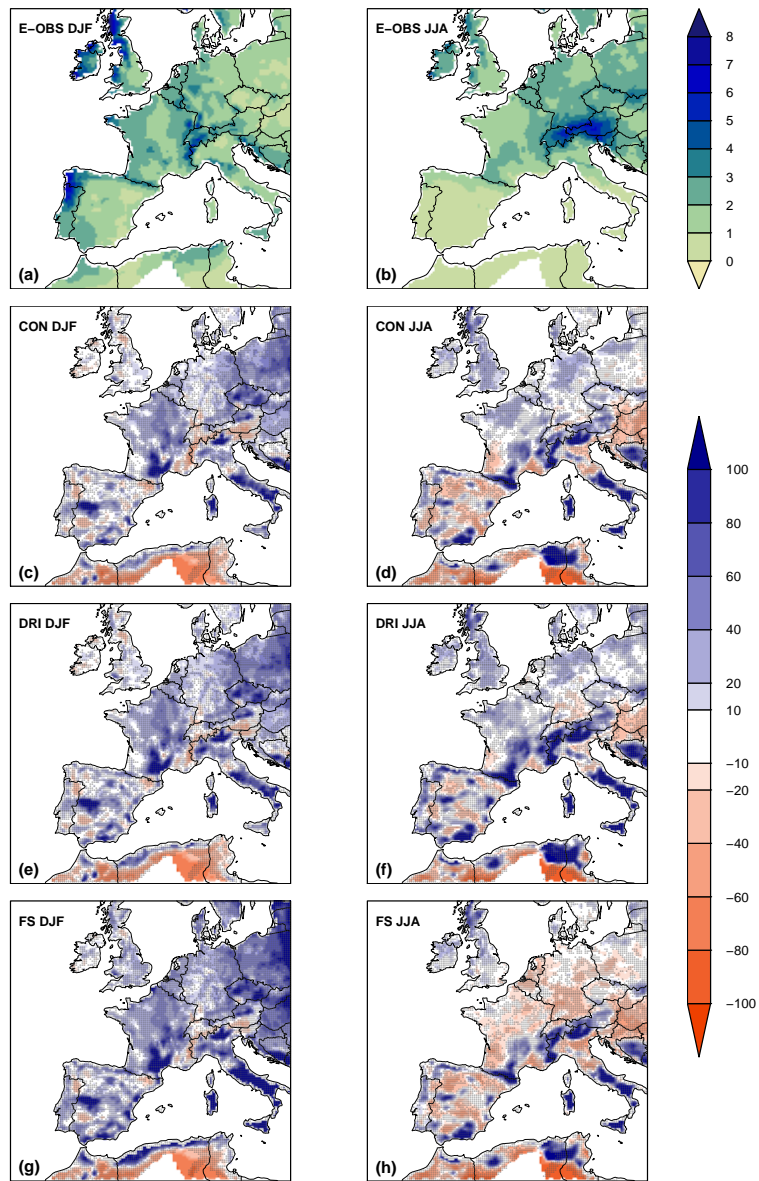 E−OBS DJF
(a)
E−OBS JJA
(b)
8
7
6
5
4
3
2
1
0
CON DJF
(c)
CON JJA
(d)
DRI DJF
(e)
DRI JJA
(f)
FS DJF
(g)
FS JJA
(h)
100
80
60
40
20
10
−10
−20
−40
−60
−80
−100